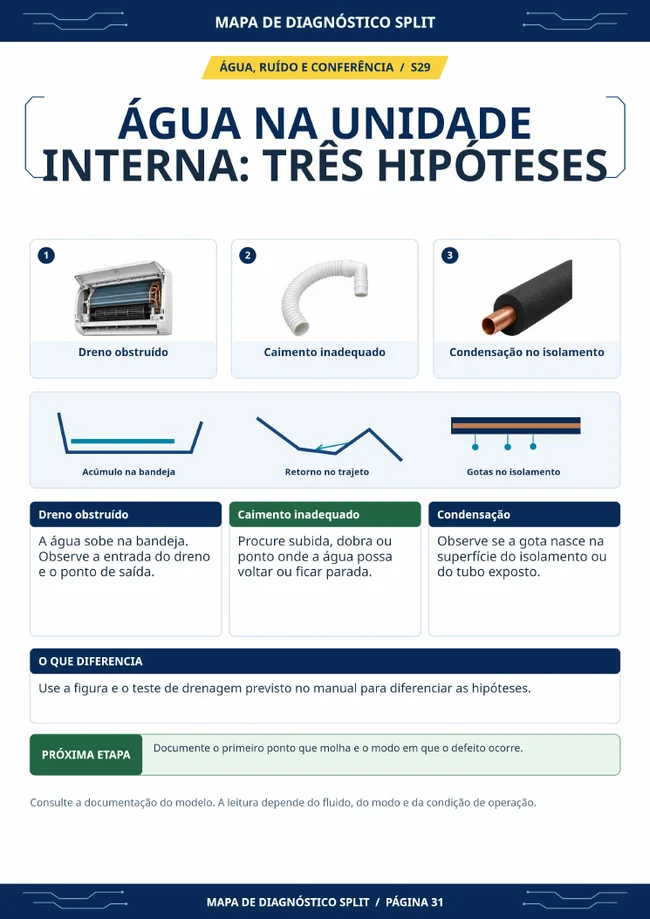 MAPA DE DIAGNÓSTICO SPLIT
ÁGUA, RUÍDO E CONFERÊNCIA / S29
ÁGUA NA UNIDADE
INTERNA: TRÊS HIPÓTESES
1
2
3
Dreno obstruído
Caimento inadequado
Condensação no isolamento
Acúmulo na bandeja
Retorno no trajeto
Gotas no isolamento
Dreno obstruído
A água sobe na bandeja.
Observe a entrada do dreno
e o ponto de saída.
Caimento inadequado
Procure subida, dobra ou
ponto onde a água possa
voltar ou ficar parada.
Condensação
Observe se a gota nasce na
superfície do isolamento ou
do tubo exposto.
O QUE DIFERENCIA
Use a figura e o teste de drenagem previsto no manual para diferenciar as hipóteses.
PRÓXIMA ETAPA
Documente o primeiro ponto que molha e o modo em que o defeito ocorre.
Consulte a documentação do modelo. A leitura depende do fluido, do modo e da condição de operação.
MAPA DE DIAGNÓSTICO SPLIT / PÁGINA 31